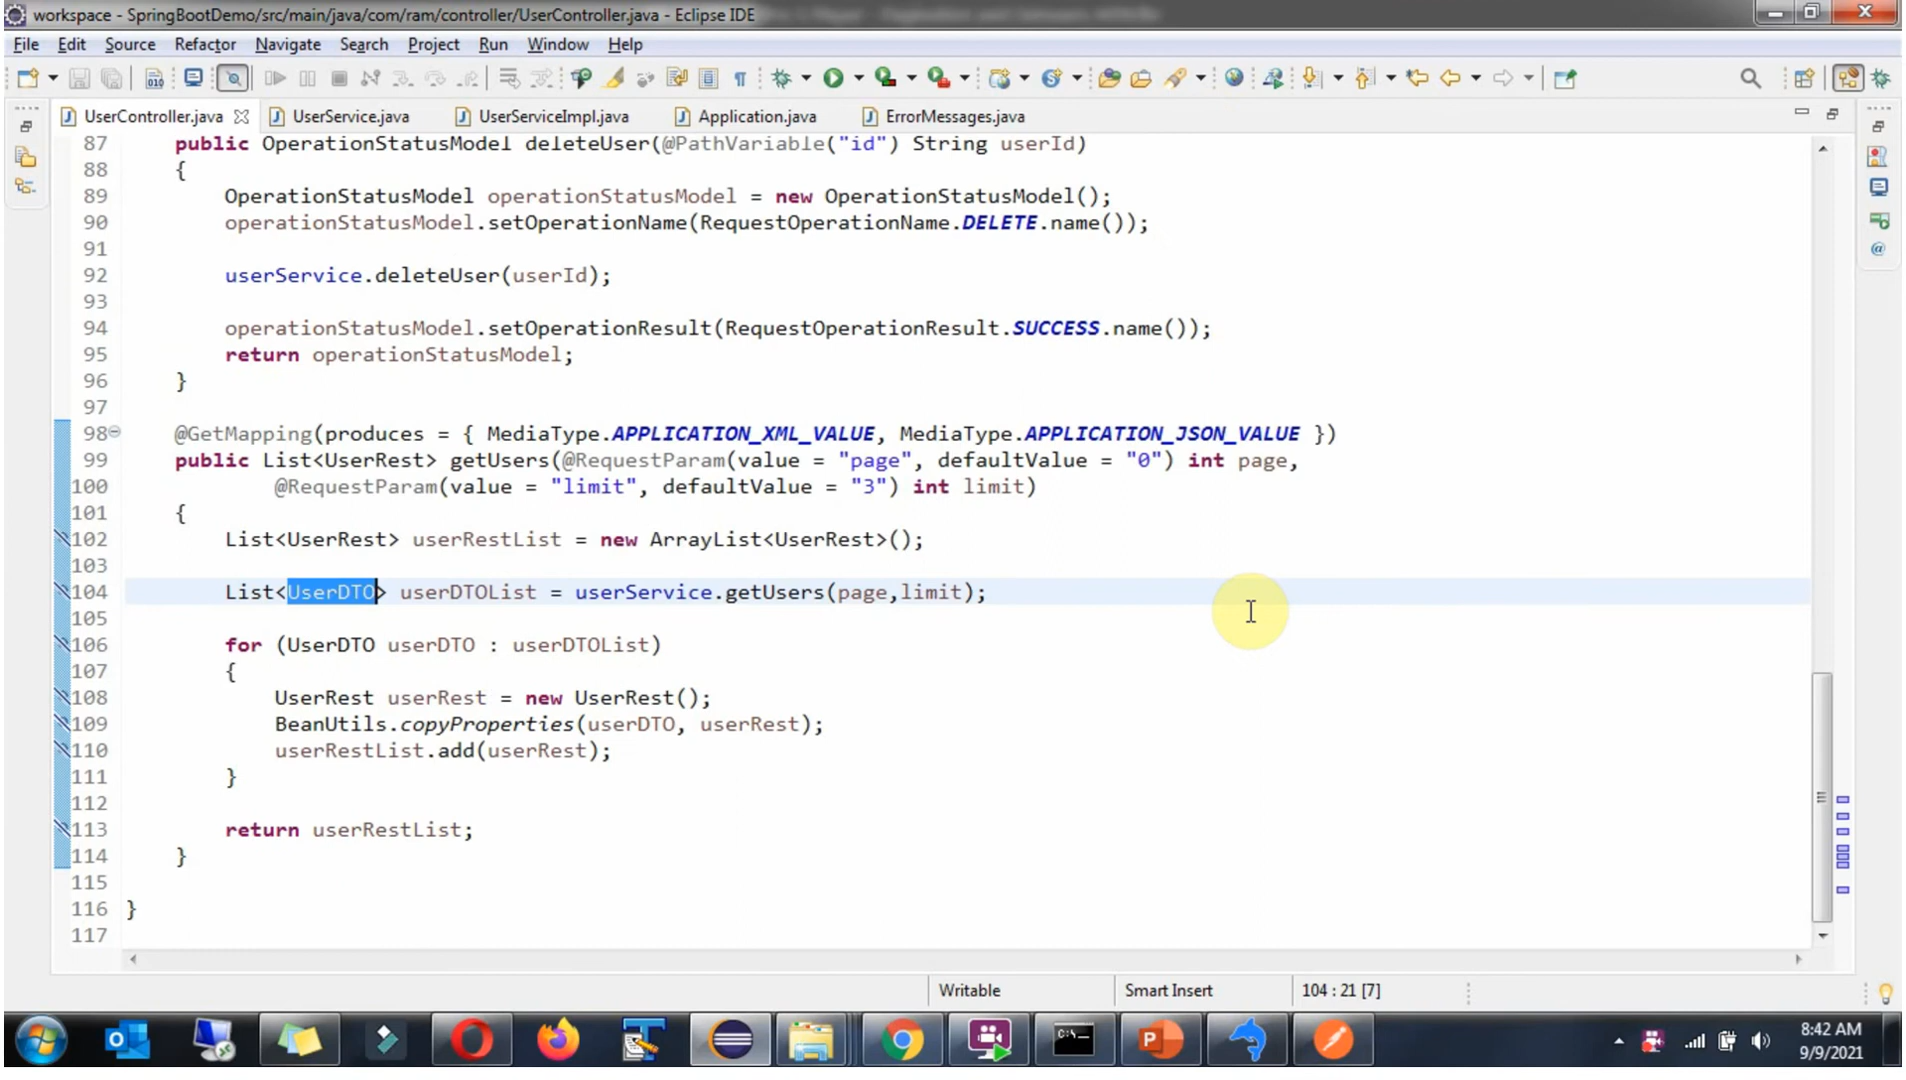 workspace - SpringBootDemo/src/main/java/com/ram/controller/UserController.java - Eclipse IDE
File Edit Source Refactor Navigate Search Project Run Window Help
UserController.java UserService.java UserServiceImpl.java Application.java ErrorMessages.java
87 public OperationStatusModel deleteUser(@PathVariable("id") String userId)
88 {
89 OperationStatusModel operationStatusModel = new OperationStatusModel();
90 operationStatusModel.setOperationName(RequestOperationName.DELETE.name());
91
92 userService.deleteUser(userId);
93
94 operationStatusModel.setOperationResult(RequestOperationResult.SUCCESS.name());
95 return operationStatusModel;
96 }
97
98 @GetMapping(produces = { MediaType.APPLICATION_XML_VALUE, MediaType.APPLICATION_JSON_VALUE })
99 public List<UserRest> getUsers(@RequestParam(value = "page", defaultValue = "0") int page,
100 @RequestParam(value = "limit", defaultValue = "3") int limit)
101 {
102 List<UserRest> userRestList = new ArrayList<UserRest>();
103
104 List<UserDTO> userDTOList = userService.getUsers(page,limit);
105
106 for (UserDTO userDTO : userDTOList)
107 {
108 UserRest userRest = new UserRest();
109 BeanUtils.copyProperties(userDTO, userRest);
110 userRestList.add(userRest);
111 }
112
113 return userRestList;
114 }
115
116 }
117
Writable Smart Insert 104 : 21 [7]
8:42 AM
9/9/2021